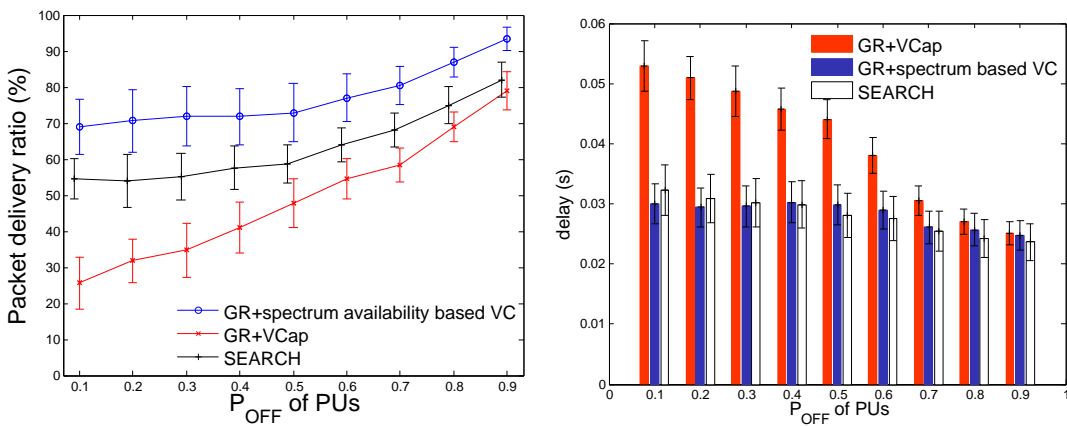 100
90
80
70
60
50
40
30
20
10
0
Packet delivery ratio (%)
GR+spectrum availability based VC
GR+VCap
SEARCH
0.1 0.2 0.3 0.4 0.5 0.6 0.7 0.8 0.9
P_OFF of PUs
0.06
0.05
0.04
0.03
0.02
0.01
0
delay (s)
GR+VCap
GR+spectrum based VC
SEARCH
0 0.1 0.2 0.3 0.4 0.5 0.6 0.7 0.8 0.9 1
P_OFF of PUs